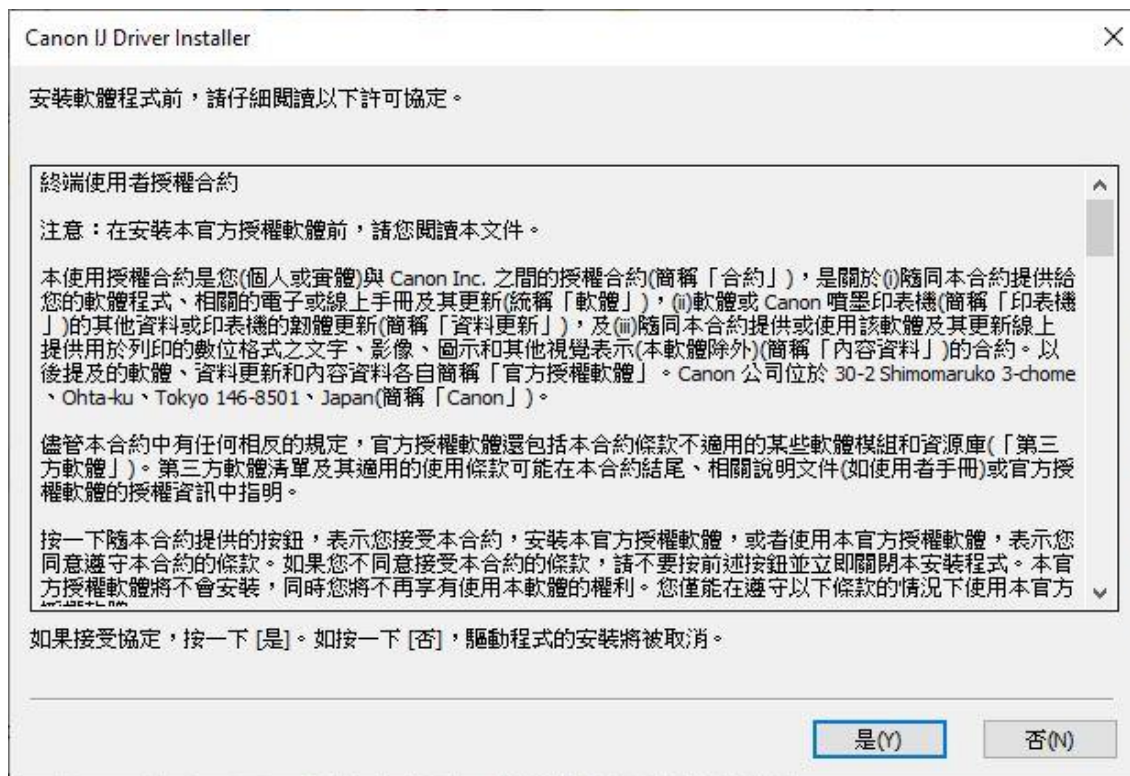 Canon IJ Driver Installer
安裝軟體程式前，請仔細閱讀以下許可協定。
終端使用者授權合約
注意：在安裝本官方授權軟體前，請您閱讀本文件。
本使用授權合約是您(個人或實體)與 Canon Inc. 之間的授權合約(簡稱「合約」)，是關於(i)隨同本合約提供給
您的軟體程式、相關的電子或線上手冊及其更新(統稱「軟體」)，(ii)軟體或 Canon 噴墨印表機(簡稱「印表機
」)的其他資料或印表機的韌體更新(簡稱「資料更新」)，及(iii)隨同本合約提供或使用該軟體及其更新線上
提供用於列印的數位格式之文字、影像、圖示和其他視覺表示(本軟體除外)(簡稱「內容資料」)的合約。以
後提及的軟體、資料更新和內容資料各自簡稱「官方授權軟體」。Canon 公司位於 30-2 Shimomaruko 3-chome
、Ohta-ku、Tokyo 146-8501、Japan(簡稱「Canon」)。
儘管本合約中有任何相反的規定，官方授權軟體還包括本合約條款不適用的某些軟體模組和資源庫(「第三
方軟體」)。第三方軟體清單及其適用的使用條款可能在本合約結尾、相關說明文件(如使用者手冊)或官方授
權軟體的授權資訊中指明。
按一下隨本合約提供的按鈕，表示您接受本合約，安裝本官方授權軟體，或者使用本官方授權軟體，表示您
同意遵守本合約的條款。如果您不同意接受本合約的條款，請不要按前述按鈕並立即關閉本安裝程式。本官
方授權軟體將不會安裝，同時您將不再享有使用本軟體的權利。您僅能在遵守以下條款的情況下使用本官方
如果接受協定，按一下 [是]。如按一下 [否]，驅動程式的安裝將被取消。
是(Y)
否(N)